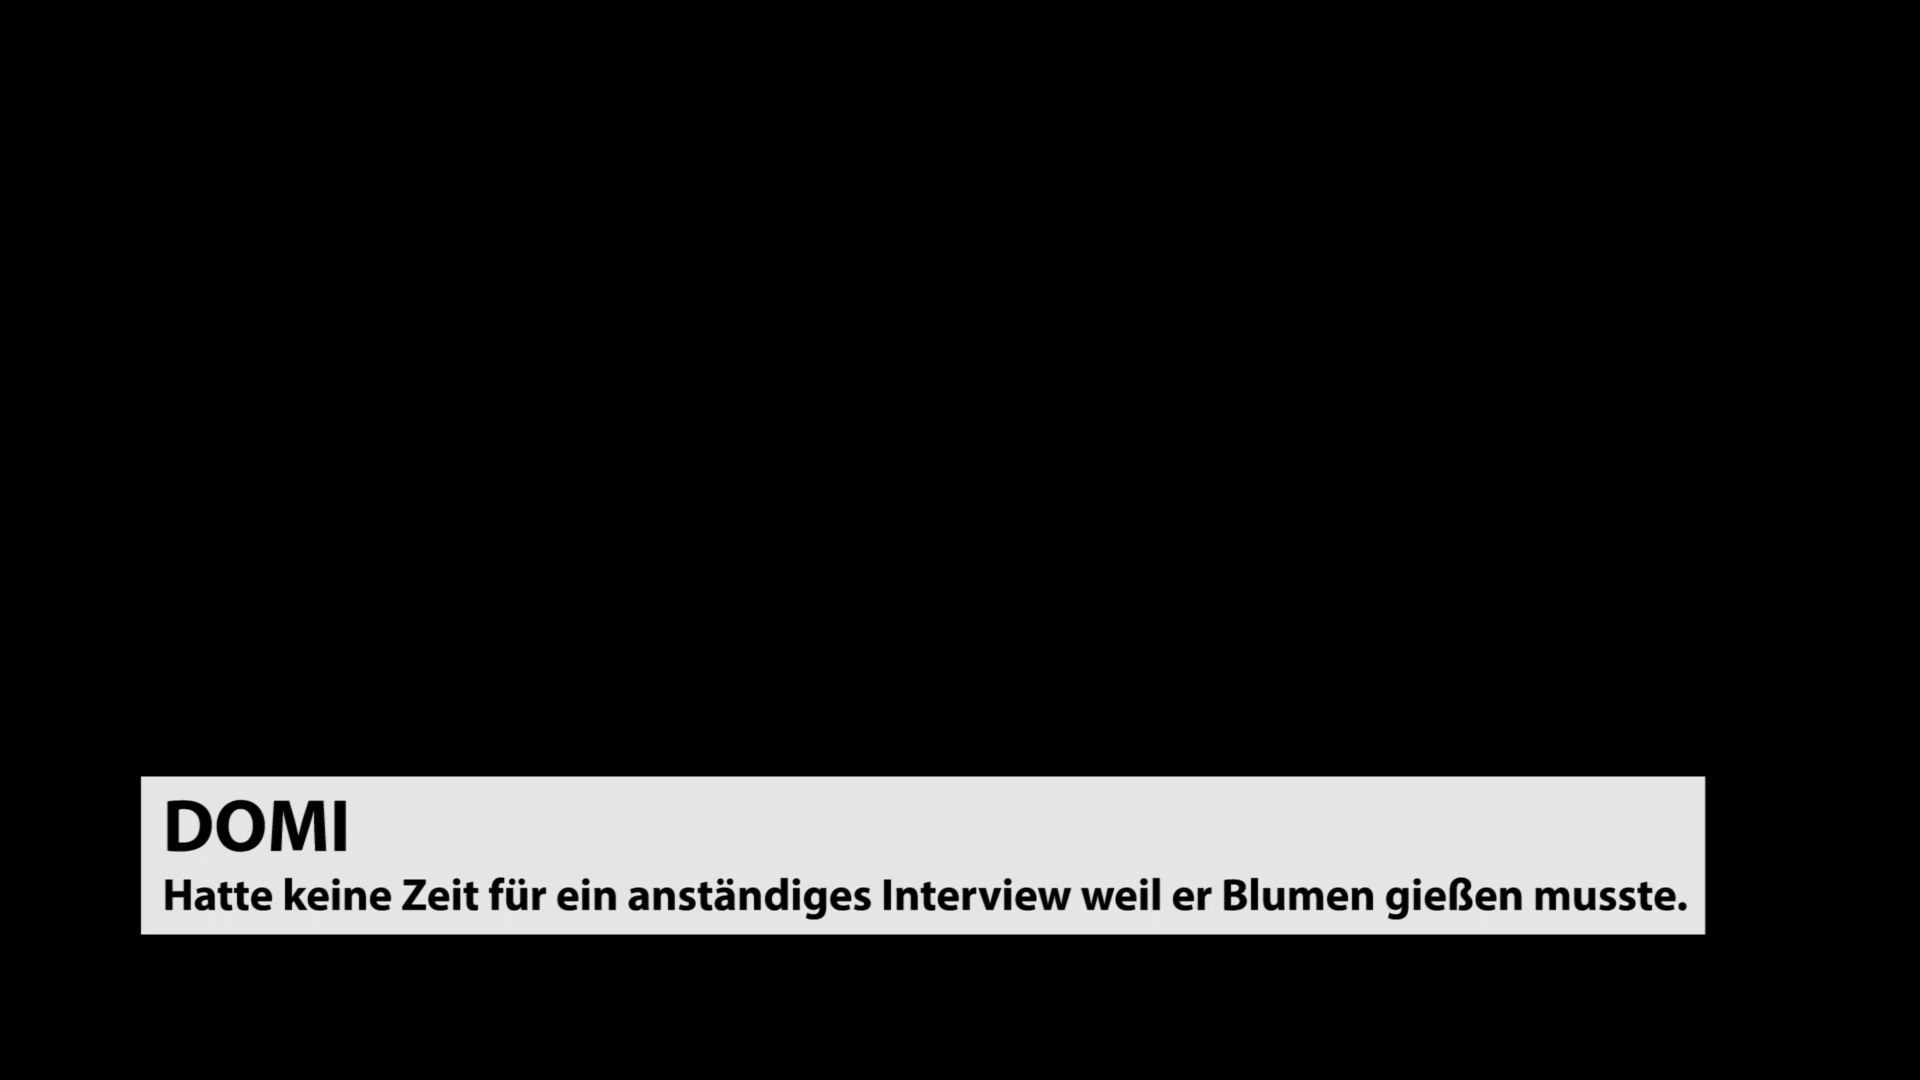 DOMI
Hatte keine Zeit für ein anständiges Interview weil er Blumen gießen musste.